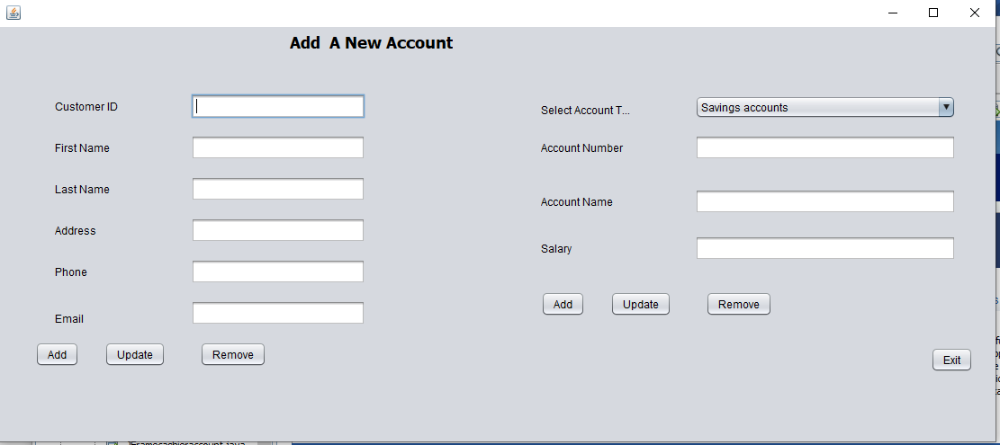 Add A New Account
Customer ID
First Name
Last Name
Address
Phone
Email
Add Update Remove
Select Account T... Savings accounts
Account Number
Account Name
Salary
Add Update Remove
Exit